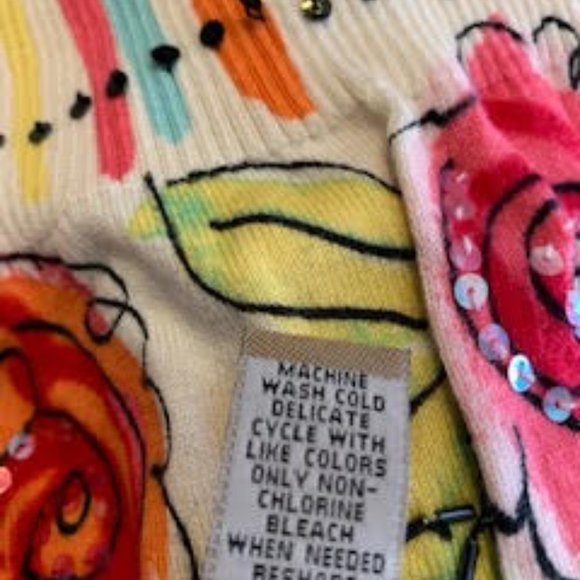 MACHINE
WASH COLD
DELICATE
CYCLE WITH
LIKE COLORS
ONLY NON-
CHLORINE
BLEACH
WHEN NEEDED